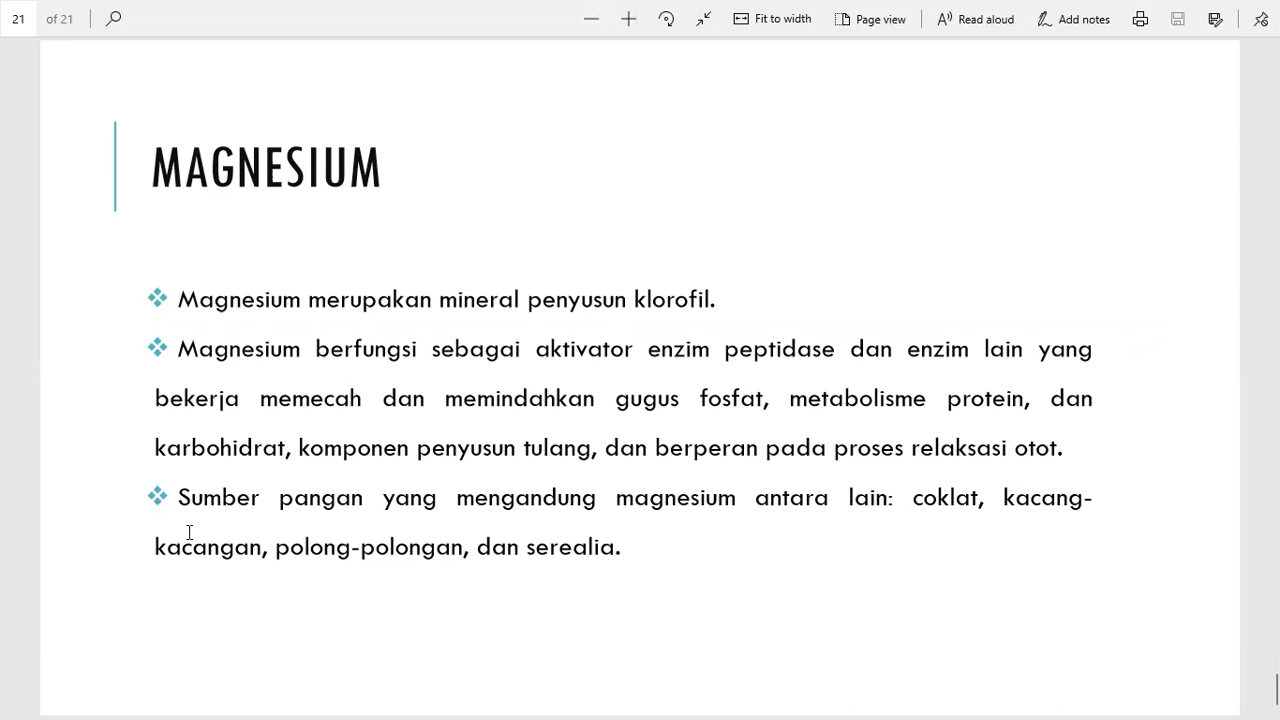 21 of 21 Fit to width Page view Read aloud Add notes
MAGNESIUM
Magnesium merupakan mineral penyusun klorofil.
Magnesium berfungsi sebagai aktivator enzim peptidase dan enzim lain yang
bekerja memecah dan memindahkan gugus fosfat, metabolisme protein, dan
karbohidrat, komponen penyusun tulang, dan berperan pada proses relaksasi otot.
Sumber pangan yang mengandung magnesium antara lain: coklat, kacang-
kacangan, polong-polongan, dan serealia.